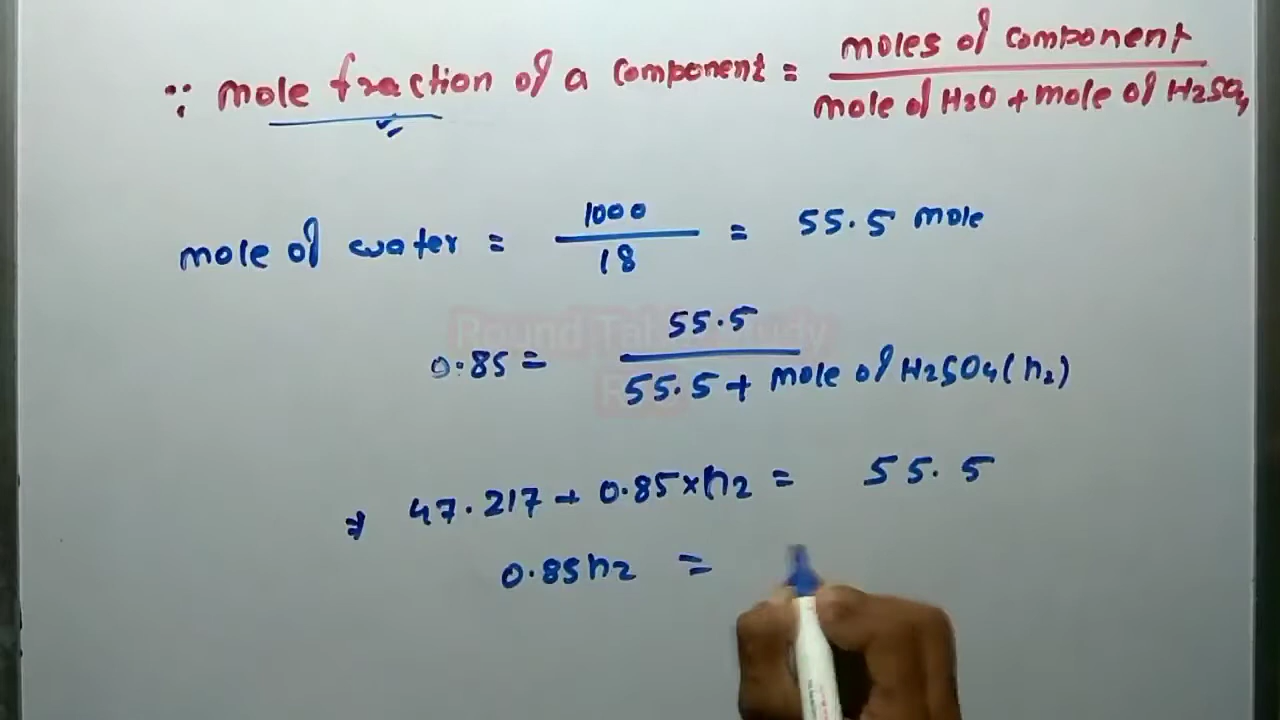 ∵ mole fraction of a component = moles of component / mole of H2O + mole of H2SO4
mole of water = 1000 / 18 = 55.5 mole
0.85 = 55.5 / 55.5 + mole of H2SO4 (n2)
⇒ 47.217 + 0.85 × n2 = 55.5
0.85 n2 =